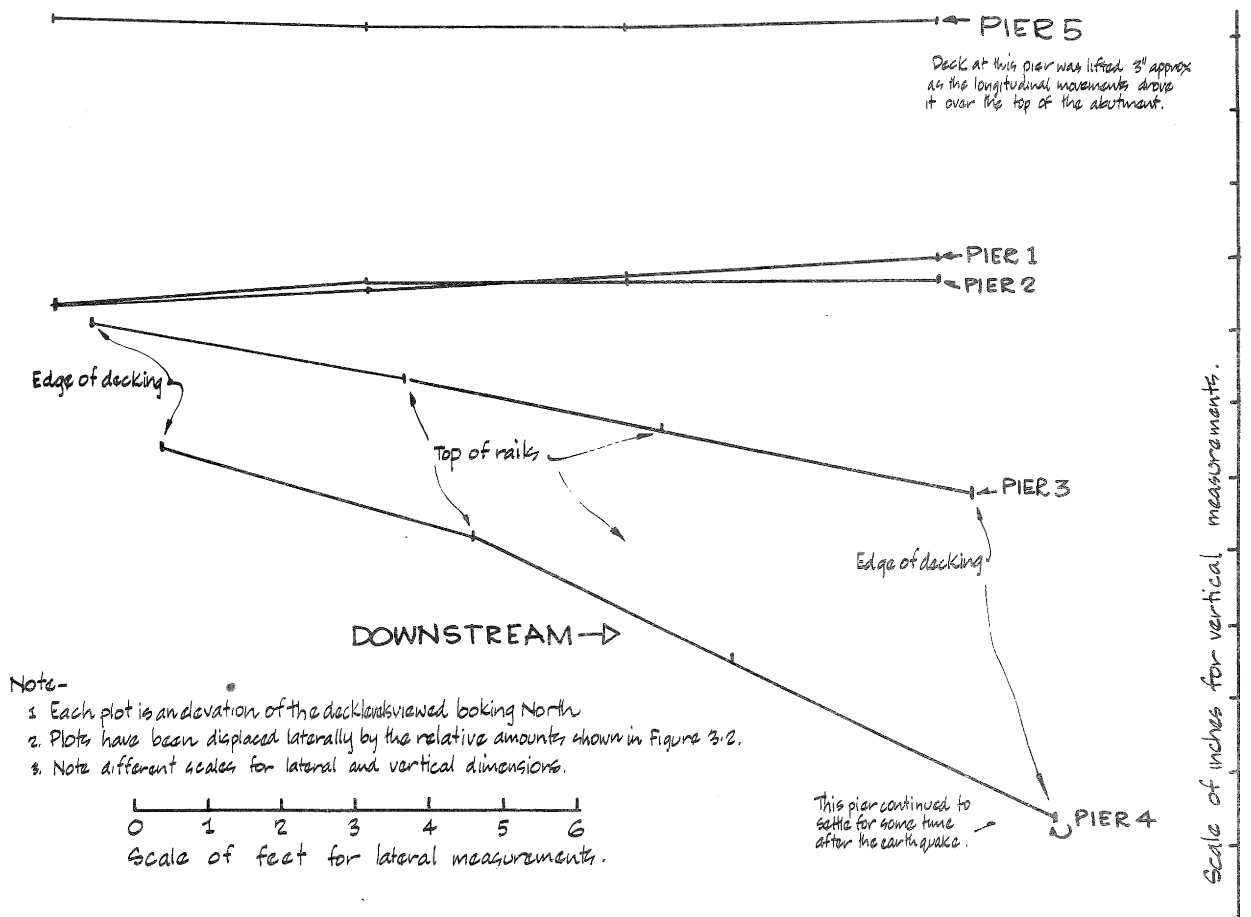 PIER 5
Deck at this pier was lifted 3" approx
as the longitudinal movements drove
it over the top of the abutment.
PIER 1
PIER 2
Edge of decking
Top of rails
PIER 3
Edge of decking
DOWNSTREAM
Note-
1 Each plot is an elevation of the deck levels viewed looking North
2. Plots have been displaced laterally by the relative amounts shown in Figure 3.2.
3. Note different scales for lateral and vertical dimensions.
0 1 2 3 4 5 6
Scale of feet for lateral measurements.
This pier continued to
settle for some time
after the earthquake.
PIER 4
Scale of inches for vertical measurements.